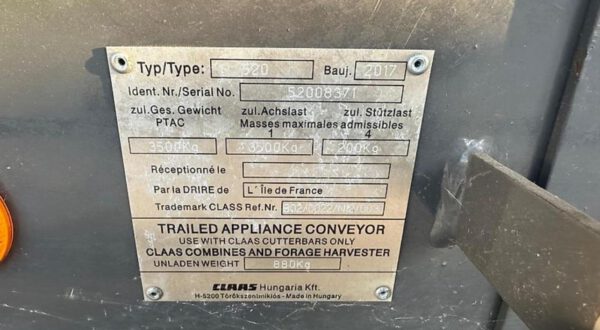 Typ/Type: 520 Bauj. 2017
Ident. Nr./Serial No. 52008371
zul.Ges. Gewicht zul.Achslast zul. Stützlast
PTAC Masses maximales admissibles
1 4
3500Kg 3500Kg 200Kg
Réceptionné le
Par la DRIRE de L´Île de France
Trademark CLASS Ref.Nr.
TRAILED APPLIANCE CONVEYOR
USE WITH CLAAS CUTTERBARS ONLY
CLAAS COMBINES AND FORAGE HARVESTER
UNLADEN WEIGHT 880Kg
CLAAS Hungaria Kft.
H-5200 Törökszentmiklós - Made in Hungary